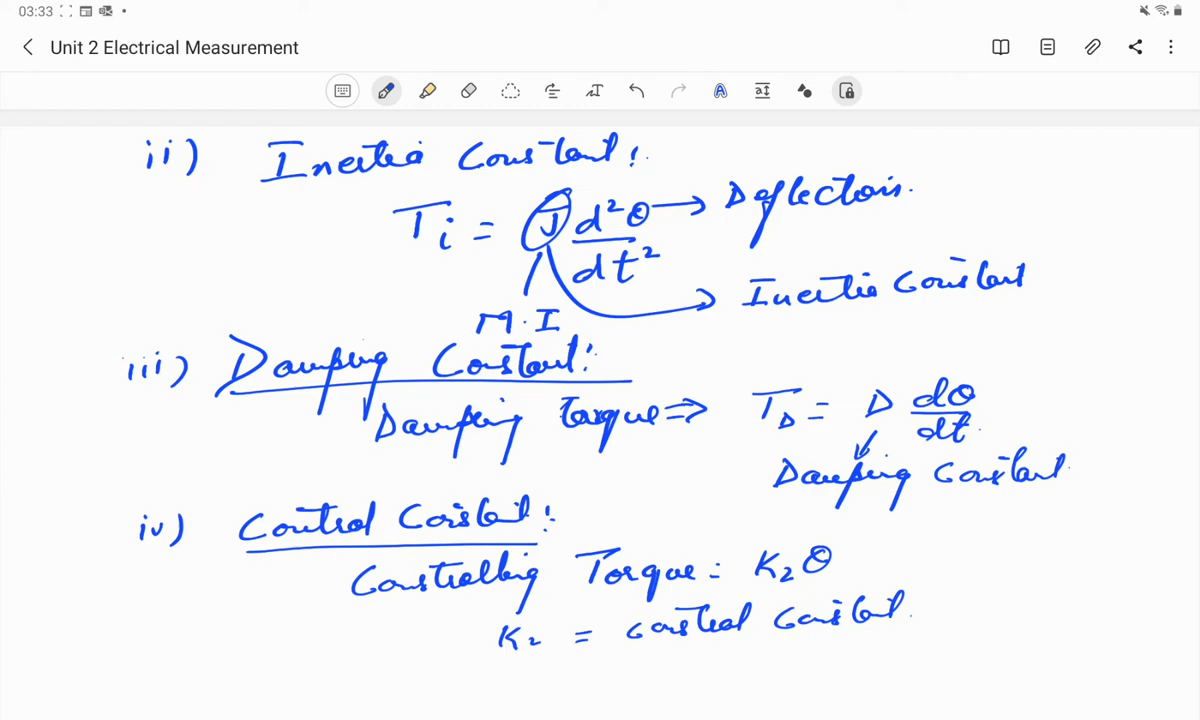 03:33
Unit 2 Electrical Measurement
ii) Inertia Constant:
Ti = J d²θ/dt² → Deflection.
M.I → Inertia Constant
iii) Damping Constant:
Damping Torque ⇒ T_D = D dθ/dt
Damping Constant
iv) Control Constant:
Controlling Torque = K₂θ
K₂ = Control Constant.